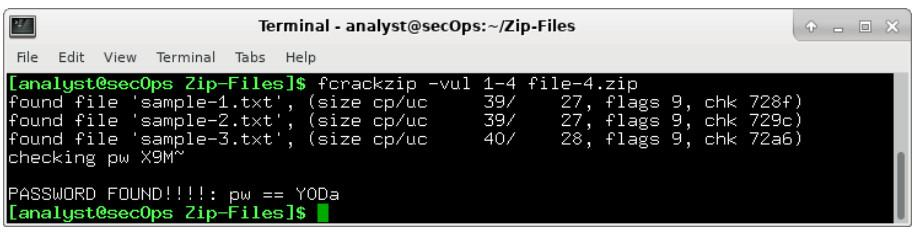 Terminal - analyst@secOps:~/Zip-Files
File Edit View Terminal Tabs Help
[analyst@secOps Zip-Files]$ fcrackzip -vul 1-4 file-4.zip
found file 'sample-1.txt', (size cp/uc     39/    27, flags 9, chk 728f)
found file 'sample-2.txt', (size cp/uc     39/    27, flags 9, chk 729c)
found file 'sample-3.txt', (size cp/uc     40/    28, flags 9, chk 72a6)
checking pw X9M~
PASSWORD FOUND!!!!: pw == YODa
[analyst@secOps Zip-Files]$